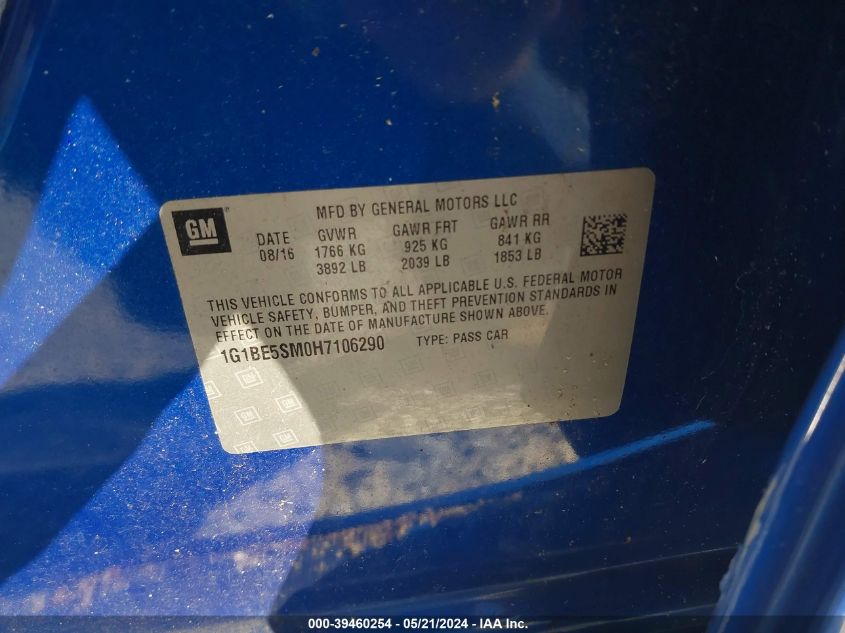 GM
MFD BY GENERAL MOTORS LLC
DATE GVWR GAWR FRT GAWR RR
08/16 1766 KG 925 KG 841 KG
3892 LB 2039 LB 1853 LB
THIS VEHICLE CONFORMS TO ALL APPLICABLE U.S. FEDERAL MOTOR
VEHICLE SAFETY, BUMPER, AND THEFT PREVENTION STANDARDS IN
EFFECT ON THE DATE OF MANUFACTURE SHOWN ABOVE.
1G1BE5SM0H7106290 TYPE: PASS CAR
000-39460254 - 05/21/2024 - IAA Inc.